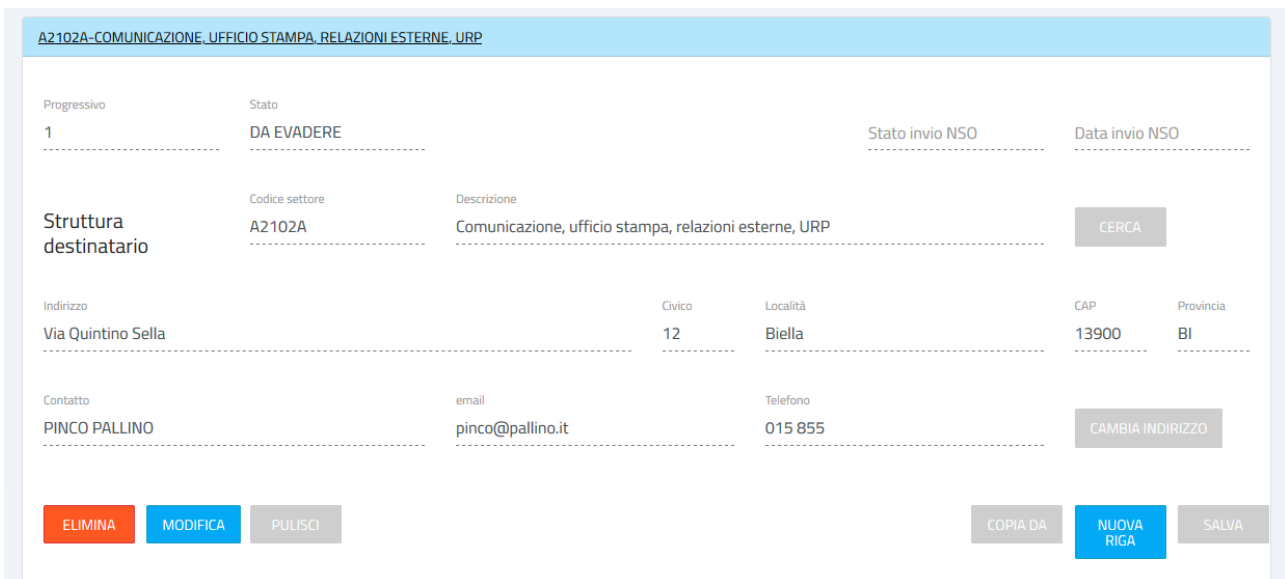 A2102A-COMUNICAZIONE, UFFICIO STAMPA, RELAZIONI ESTERNE, URP
Progressivo Stato
1 DA EVADERE Stato invio NSO Data invio NSO
Codice settore Descrizione
Struttura
destinatario
A2102A Comunicazione, ufficio stampa, relazioni esterne, URP CERCA
Indirizzo Civico Località CAP Provincia
Via Quintino Sella 12 Biella 13900 BI
Contatto email Telefono
PINCO PALLINO pinco@pallino.it 015 855 CAMBIA INDIRIZZO
ELIMINA MODIFICA PULISCI COPIA DA NUOVA
RIGA
SALVA